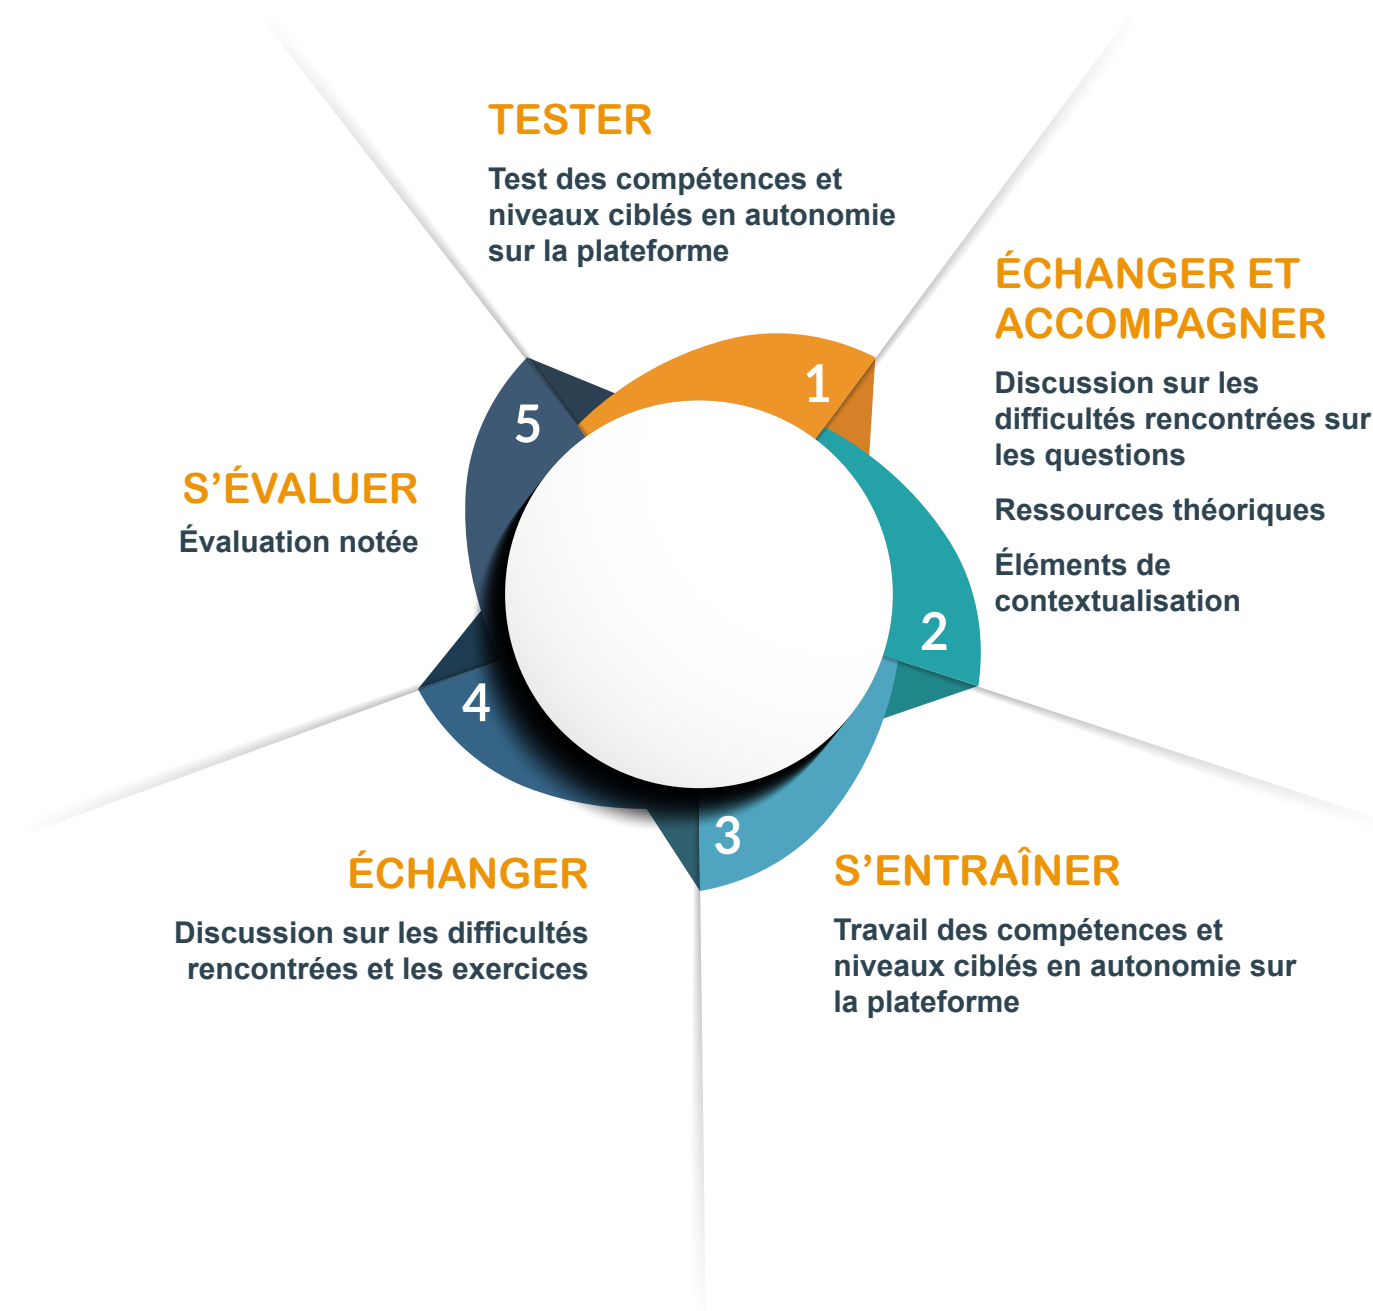 TESTER
Test des compétences et
niveaux ciblés en autonomie
sur la plateforme
1
ÉCHANGER ET
ACCOMPAGNER
Discussion sur les
difficultés rencontrées sur
les questions
Ressources théoriques
Éléments de
contextualisation
2
S’ENTRAÎNER
Travail des compétences et
niveaux ciblés en autonomie sur
la plateforme
3
ÉCHANGER
Discussion sur les difficultés
rencontrées et les exercices
4
S’ÉVALUER
Évaluation notée
5